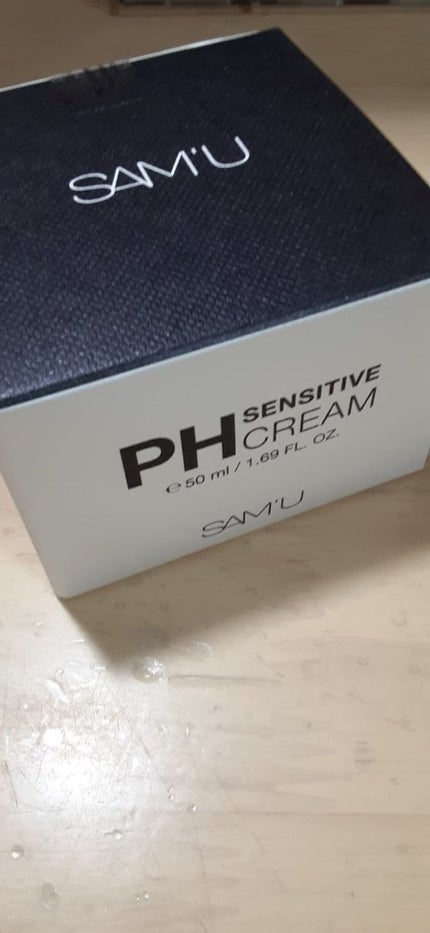 SAM'U
PH SENSITIVE
CREAM
℮ 50 ml / 1.69 FL. OZ.
SAM'U